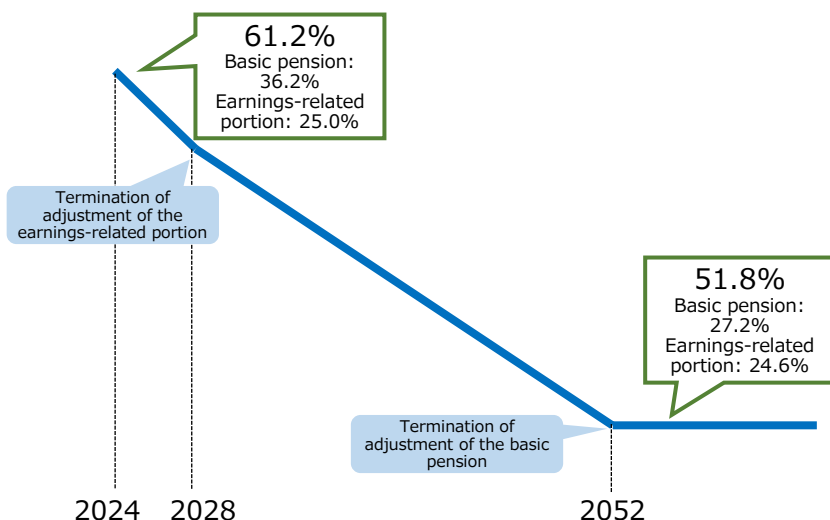 61.2%
Basic pension:
36.2%
Earnings-related
portion: 25.0%
Termination of
adjustment of the
earnings-related portion
51.8%
Basic pension:
27.2%
Earnings-related
portion: 24.6%
Termination of
adjustment of the basic
pension
2024 2028 2052